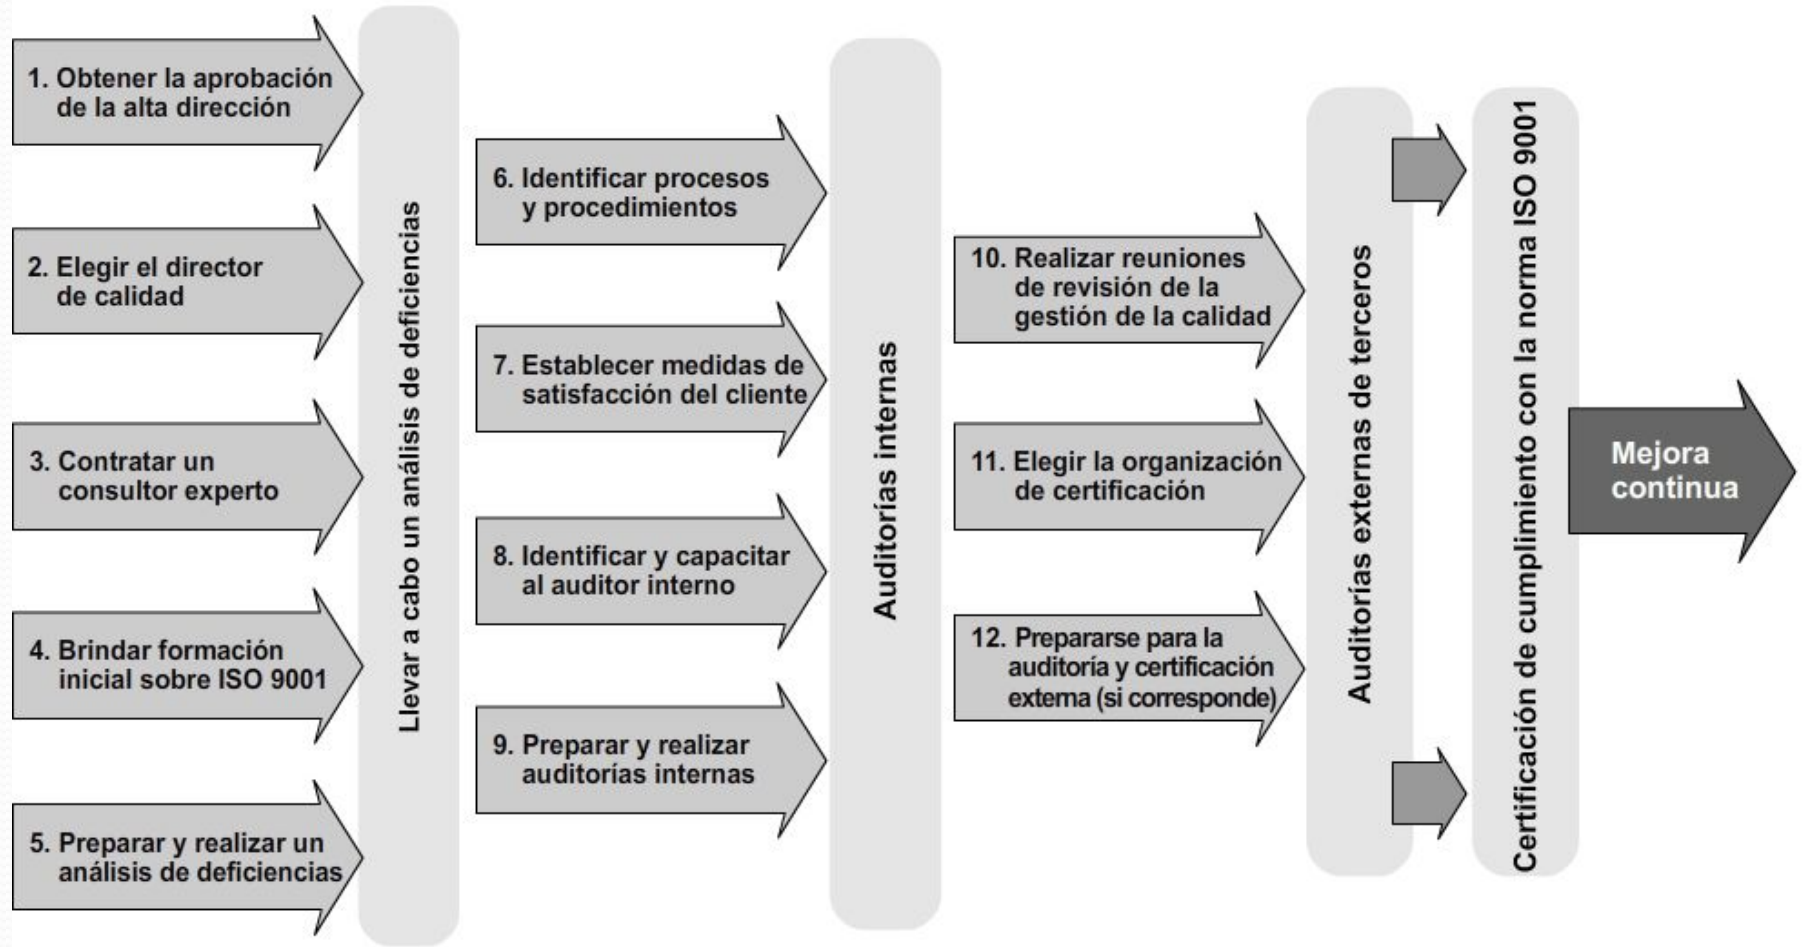 1. Obtener la aprobación
de la alta dirección
2. Elegir el director
de calidad
3. Contratar un
consultor experto
4. Brindar formación
inicial sobre ISO 9001
5. Preparar y realizar un
análisis de deficiencias
Llevar a cabo un análisis de deficiencias
6. Identificar procesos
y procedimientos
7. Establecer medidas de
satisfacción del cliente
8. Identificar y capacitar
al auditor interno
9. Preparar y realizar
auditorías internas
Auditorías internas
10. Realizar reuniones
de revisión de la
gestión de la calidad
11. Elegir la organización
de certificación
12. Prepararse para la
auditoría y certificación
externa (si corresponde)
Auditorías externas de terceros
Certificación de cumplimiento con la norma ISO 9001
Mejora
continua